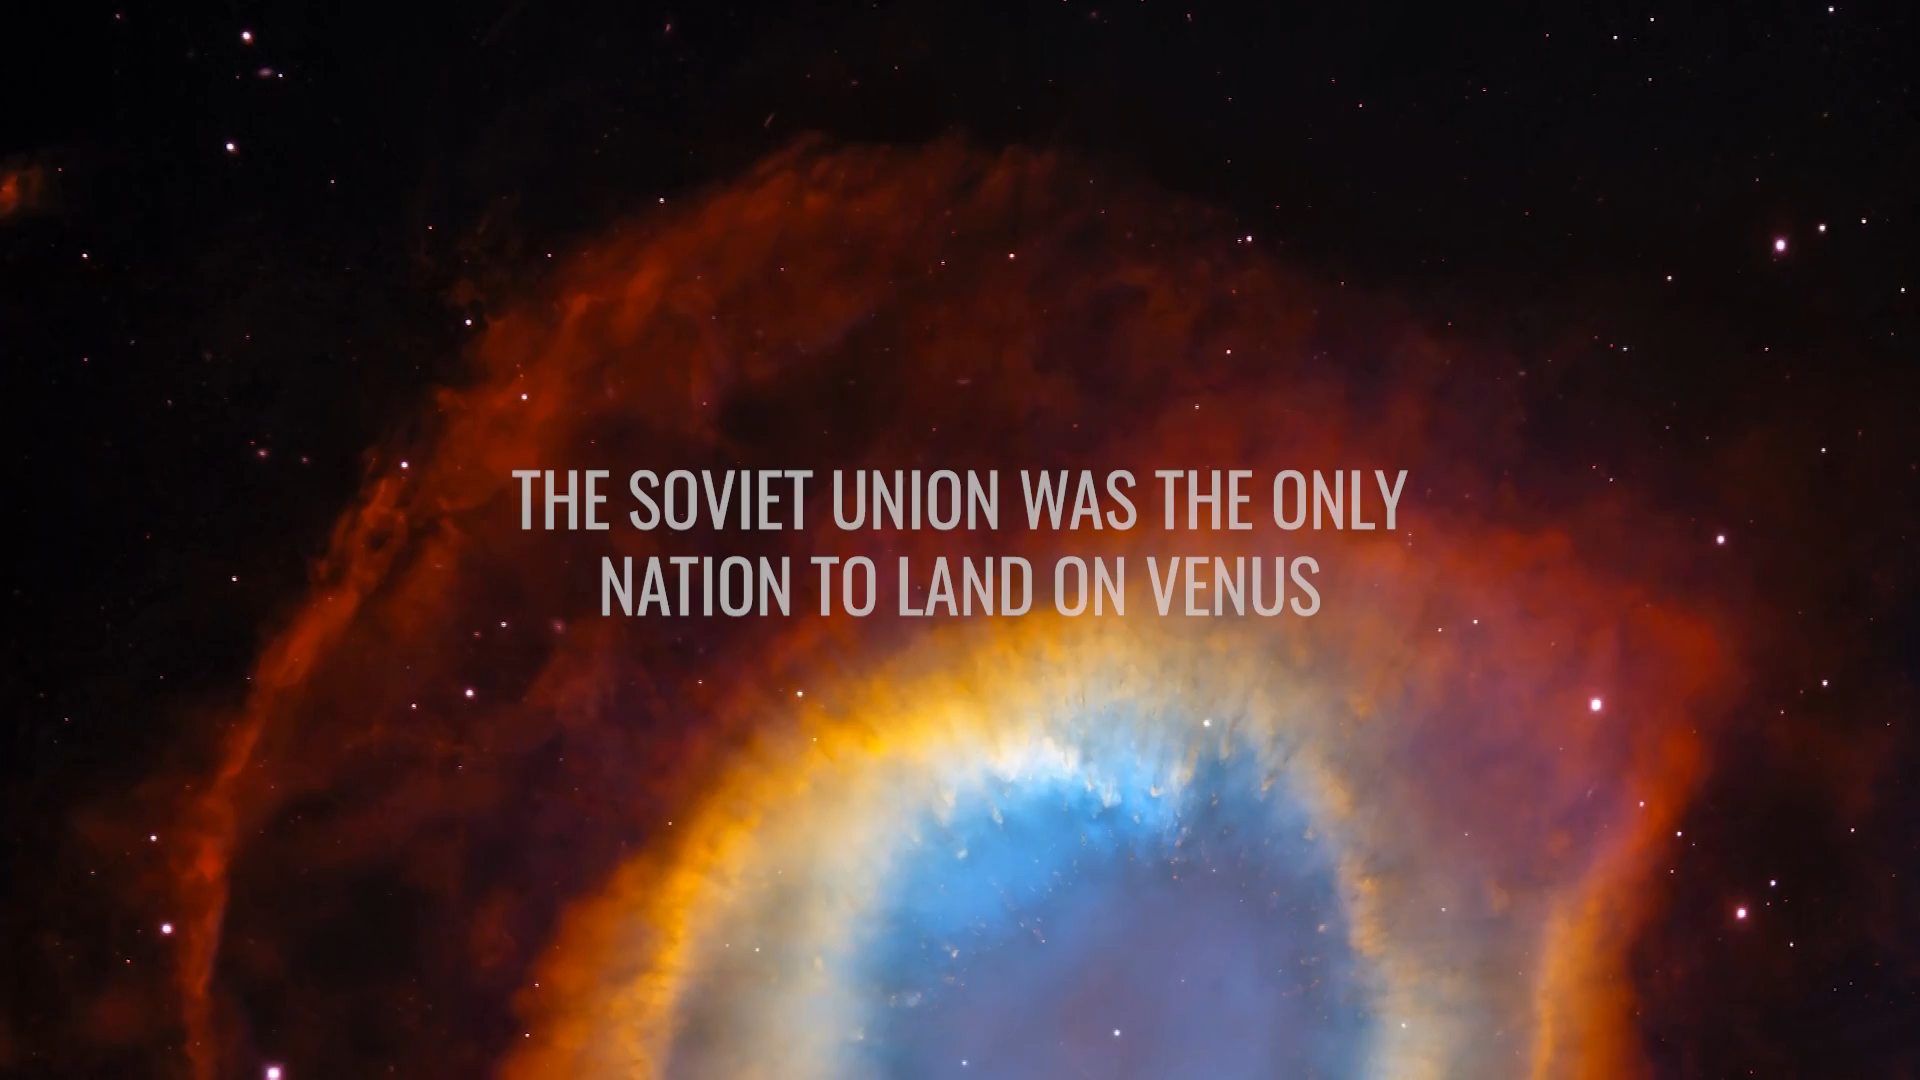 THE SOVIET UNION WAS THE ONLY
NATION TO LAND ON VENUS